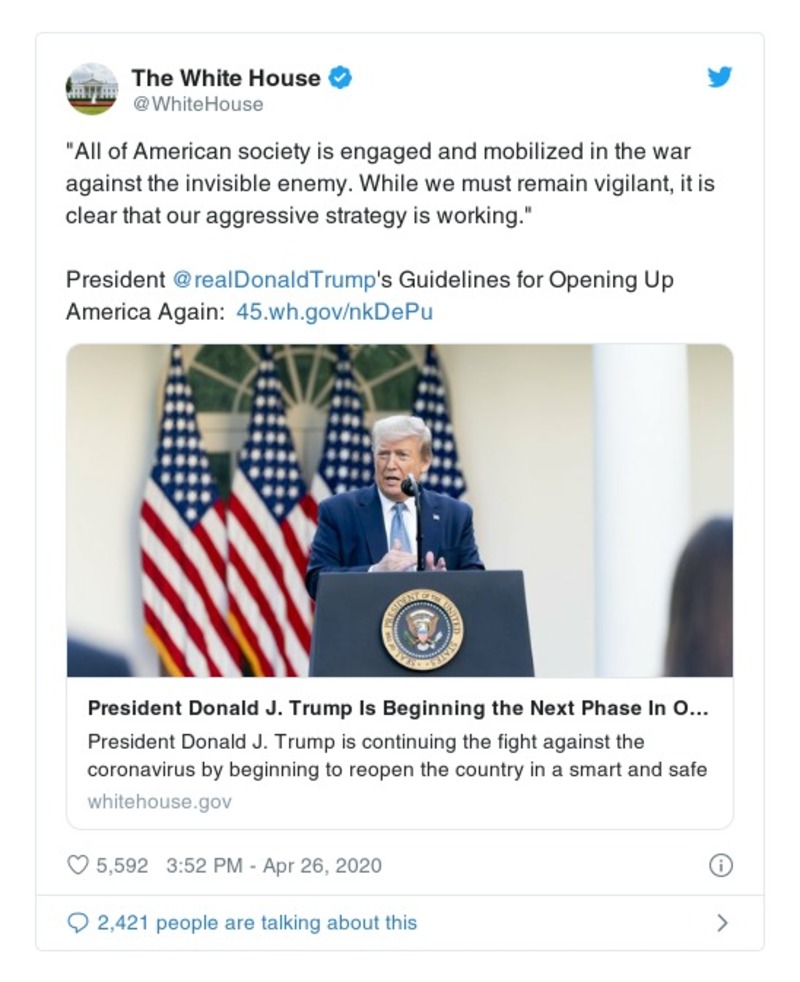 The White House
@WhiteHouse
"All of American society is engaged and mobilized in the war
against the invisible enemy. While we must remain vigilant, it is
clear that our aggressive strategy is working."
President @realDonaldTrump's Guidelines for Opening Up
America Again: 45.wh.gov/nkDePu
SEAL OF THE PRESIDENT OF THE UNITED STATES
President Donald J. Trump Is Beginning the Next Phase In O...
President Donald J. Trump is continuing the fight against the
coronavirus by beginning to reopen the country in a smart and safe
whitehouse.gov
5,592 3:52 PM - Apr 26, 2020
2,421 people are talking about this